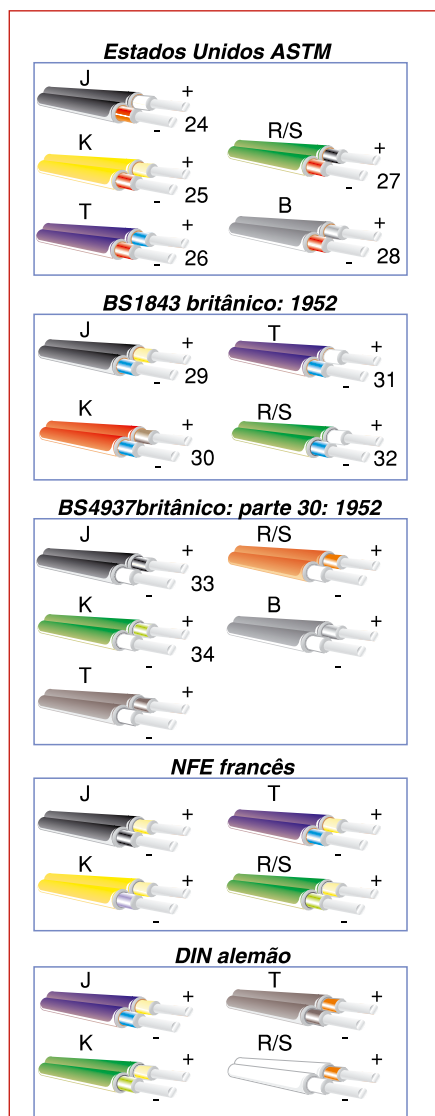 Estados Unidos ASTM
J
+
- 24
K
+
- 25
T
+
- 26
R/S
+
- 27
B
+
- 28
BS1843 britânico: 1952
J
+
- 29
K
+
- 30
T
+
- 31
R/S
+
- 32
BS4937britânico: parte 30: 1952
J
+
- 33
K
+
- 34
T
+
-
R/S
+
-
B
+
-
NFE francês
J
+
-
K
+
-
T
+
-
R/S
+
-
DIN alemão
J
+
-
K
+
-
T
+
-
R/S
+
-